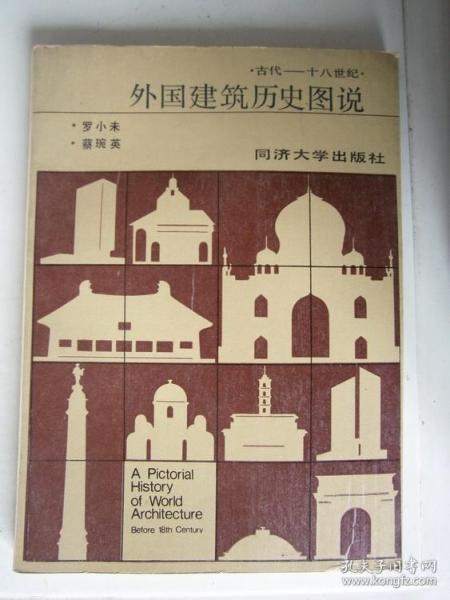 ·古代——十八世纪·
外国建筑历史图说
·罗小未
·蔡琬英
同济大学出版社
A Pictorial
History
of World
Architecture
Before 18th Century
孔夫子旧书网
www.kongfz.com